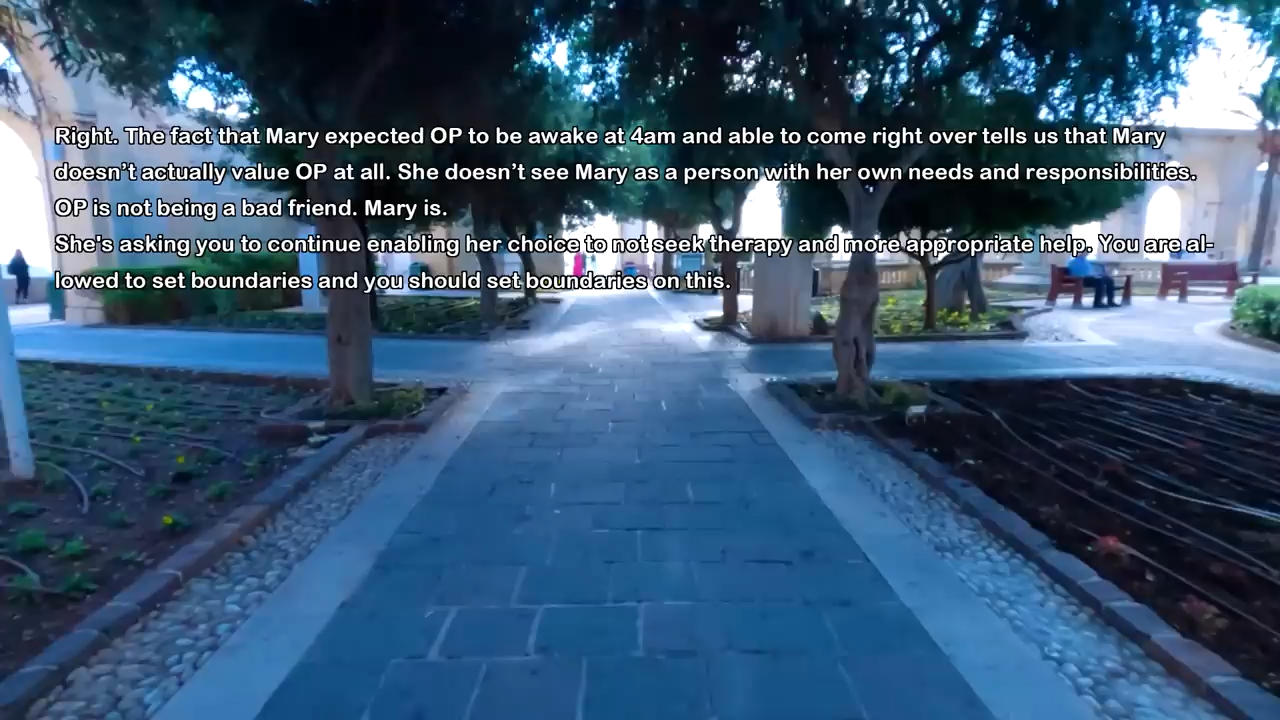 Right. The fact that Mary expected OP to be awake at 4am and able to come right over tells us that Mary
doesn’t actually value OP at all. She doesn’t see Mary as a person with her own needs and responsibilities.
OP is not being a bad friend. Mary is.
She's asking you to continue enabling her choice to not seek therapy and more appropriate help. You are al-
lowed to set boundaries and you should set boundaries on this.